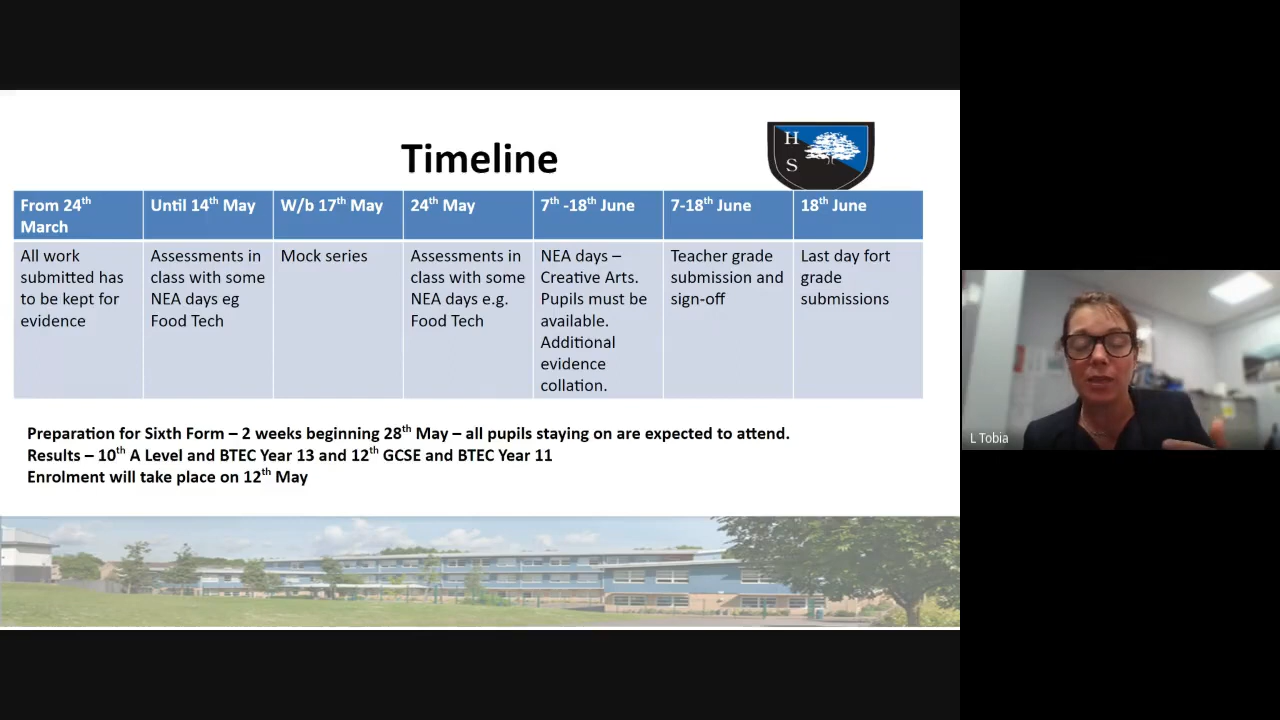 Timeline
H
S
From 24th March
Until 14th May
W/b 17th May
24th May
7th -18th June
7-18th June
18th June
All work submitted has to be kept for evidence
Assessments in class with some NEA days eg Food Tech
Mock series
Assessments in class with some NEA days e.g. Food Tech
NEA days – Creative Arts. Pupils must be available. Additional evidence collation.
Teacher grade submission and sign-off
Last day fort grade submissions
Preparation for Sixth Form – 2 weeks beginning 28th May – all pupils staying on are expected to attend.
Results – 10th A Level and BTEC Year 13 and 12th GCSE and BTEC Year 11
Enrolment will take place on 12th May
L Tobia